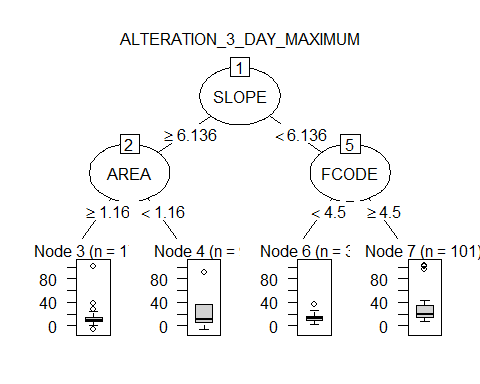 ALTERATION_3_DAY_MAXIMUM
1
SLOPE
≥ 6.136 < 6.136
2 5
AREA FCODE
≥ 1.16 < 1.16 < 4.5 ≥ 4.5
Node 3 (n = Node 4 (n = Node 6 (n = Node 7 (n = 101)
80 80 80 80
40 40 40 40
0 0 0 0